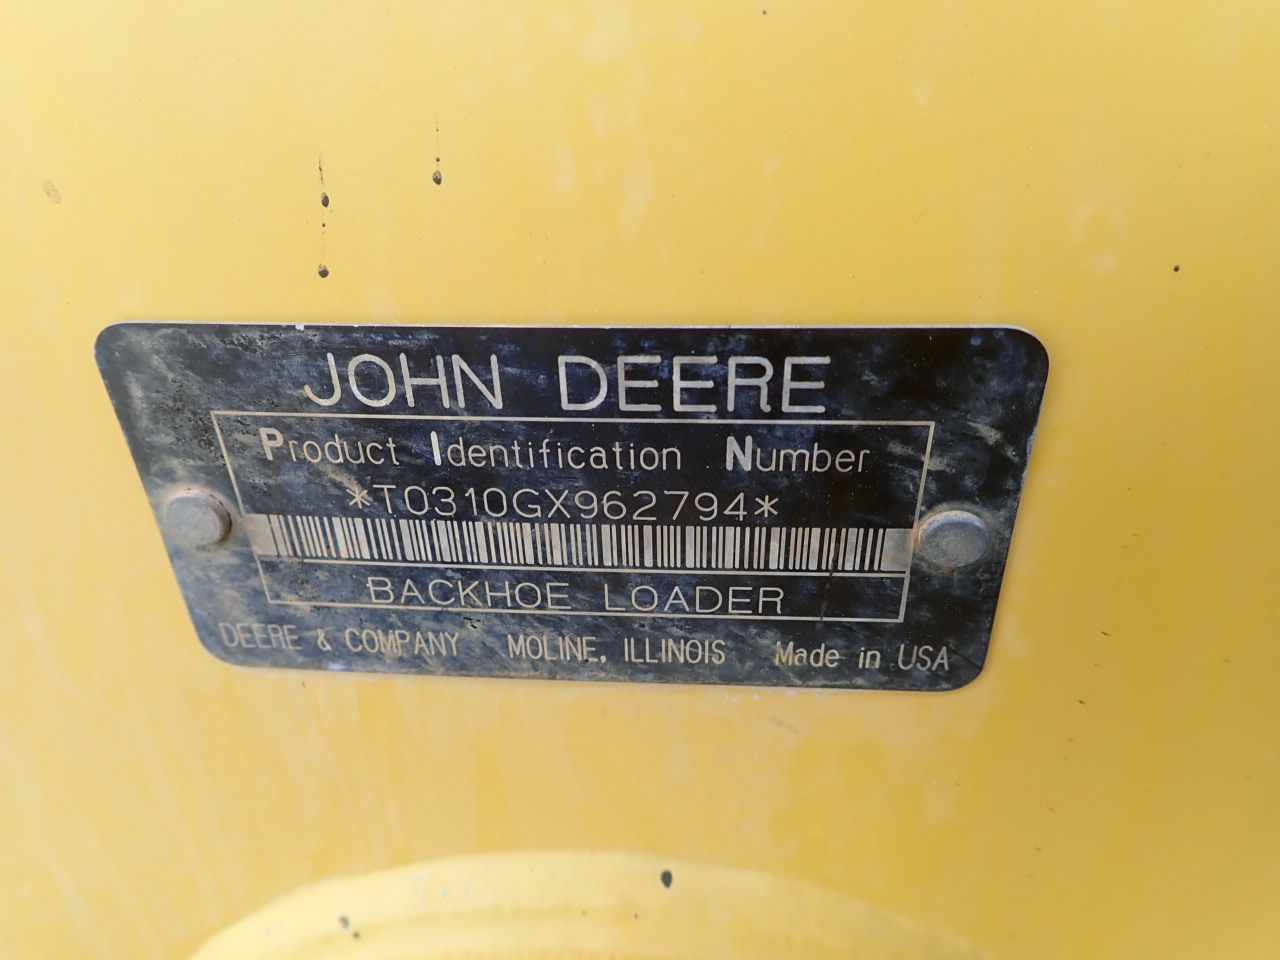 JOHN DEERE
Product Identification Number
*T0310GX962794*
BACKHOE LOADER
DEERE & COMPANY MOLINE, ILLINOIS Made in USA